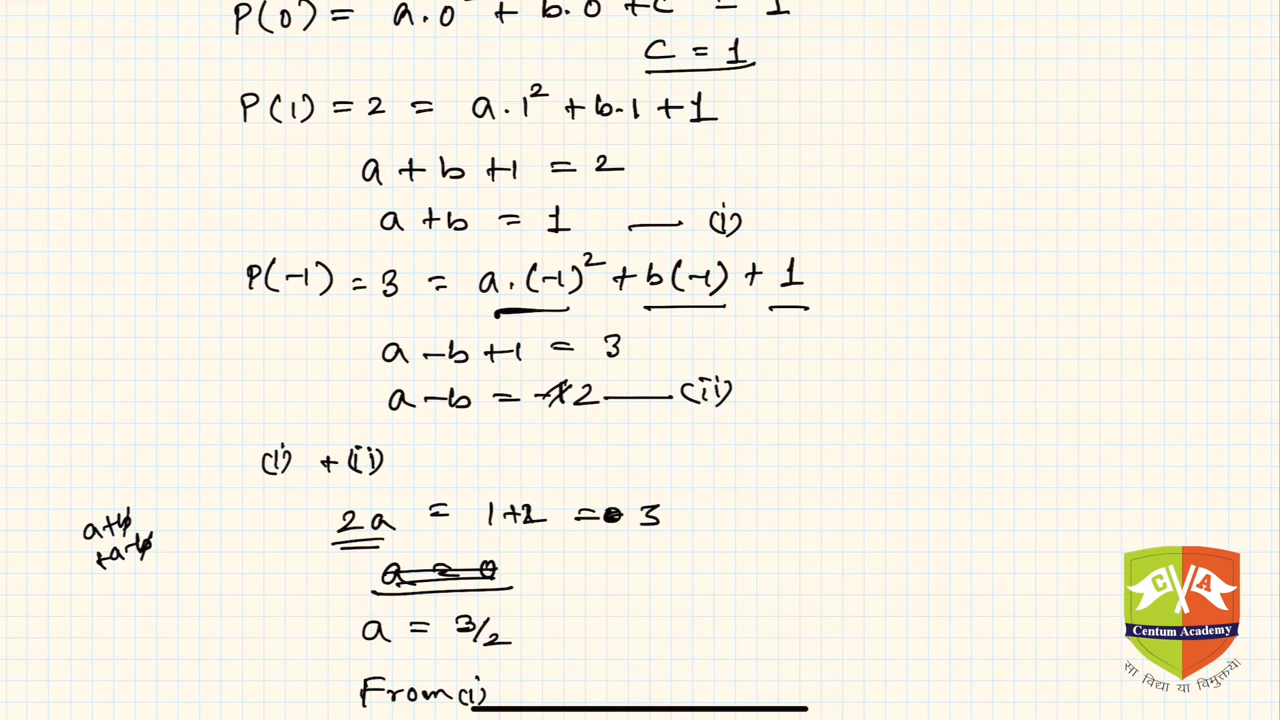 P(0) = a.0² + b.0 + c = 1
C = 1
P(1) = 2 = a.1² + b.1 + 1
a + b + 1 = 2
a + b = 1 — (i)
P(-1) = 3 = a.(-1)² + b(-1) + 1
a - b + 1 = 3
a - b = 2 — (ii)
(i) + (ii)
a+b
+a-b
2a = 1+2 = 3
a = 0
a = 3/2
From (i)
C A
Centum Academy
सा विद्या या विमुक्तये